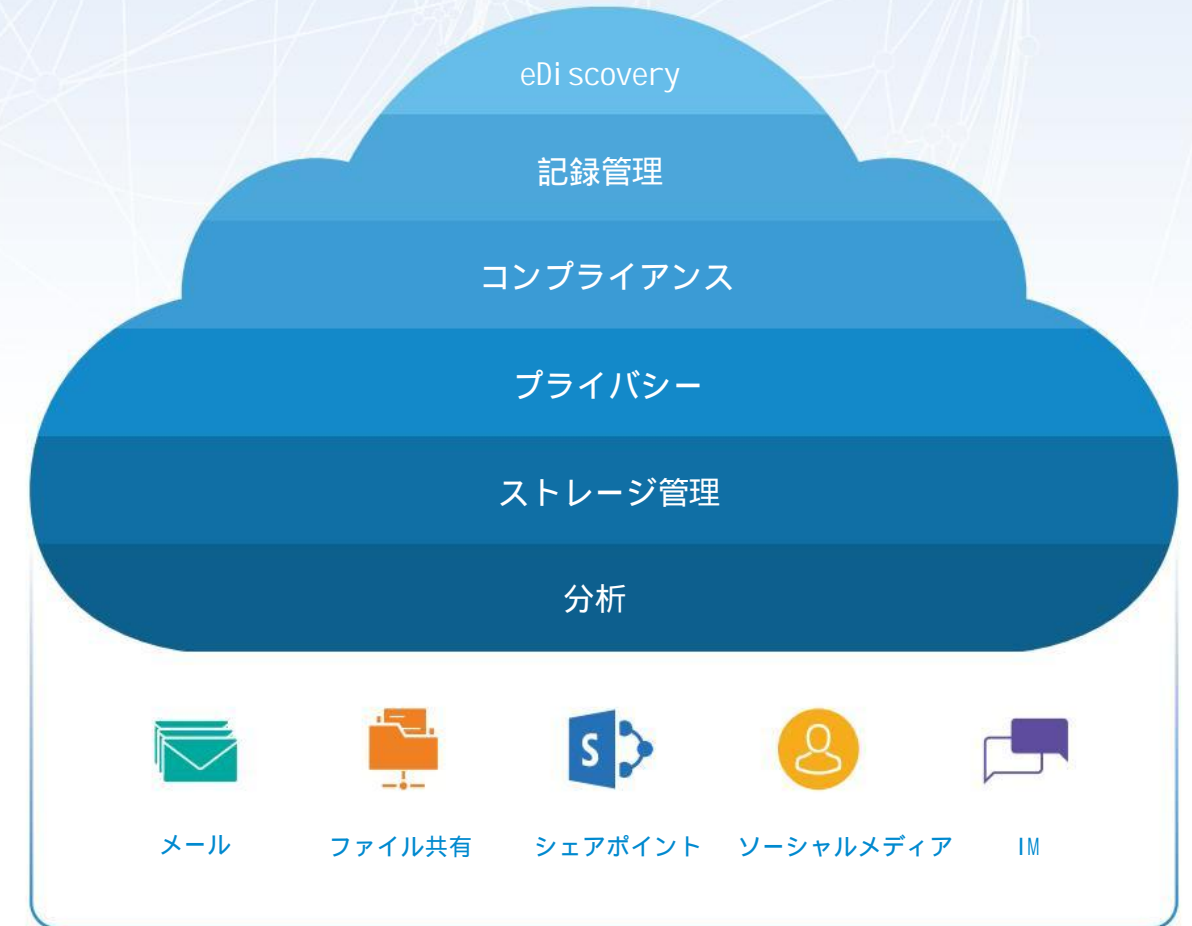 eDiscovery
記録管理
コンプライアンス
プライバシー
ストレージ管理
分析
S
メール ファイル共有 シェアポイント ソーシャルメディア IM